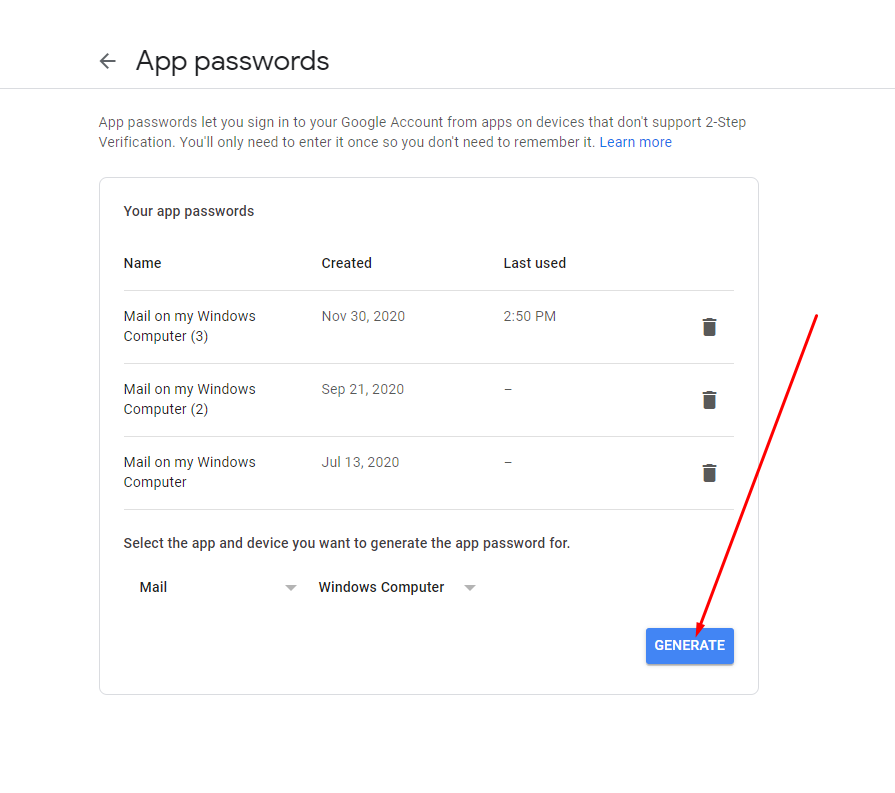 App passwords
App passwords let you sign in to your Google Account from apps on devices that don't support 2-Step
Verification. You'll only need to enter it once so you don't need to remember it. Learn more
Your app passwords
Name Created Last used
Mail on my Windows Nov 30, 2020 2:50 PM
Computer (3)
Mail on my Windows Sep 21, 2020 –
Computer (2)
Mail on my Windows Jul 13, 2020 –
Computer
Select the app and device you want to generate the app password for.
Mail Windows Computer
GENERATE